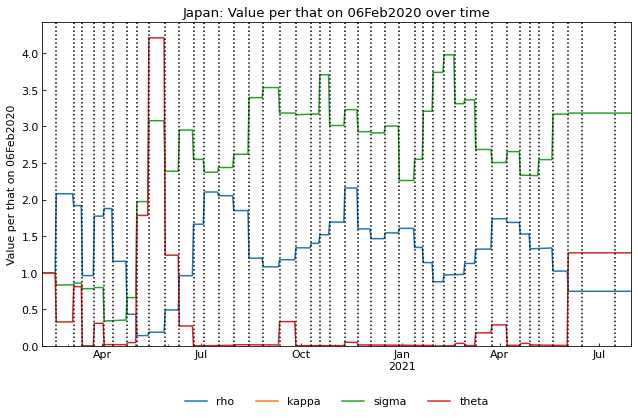 Japan: Value per that on 06Feb2020 over time
Value per that on 06Feb2020
4.0
3.5
3.0
2.5
2.0
1.5
1.0
0.5
0.0
Apr
Jul
Oct
Jan
2021
Apr
Jul
rho
kappa
sigma
theta